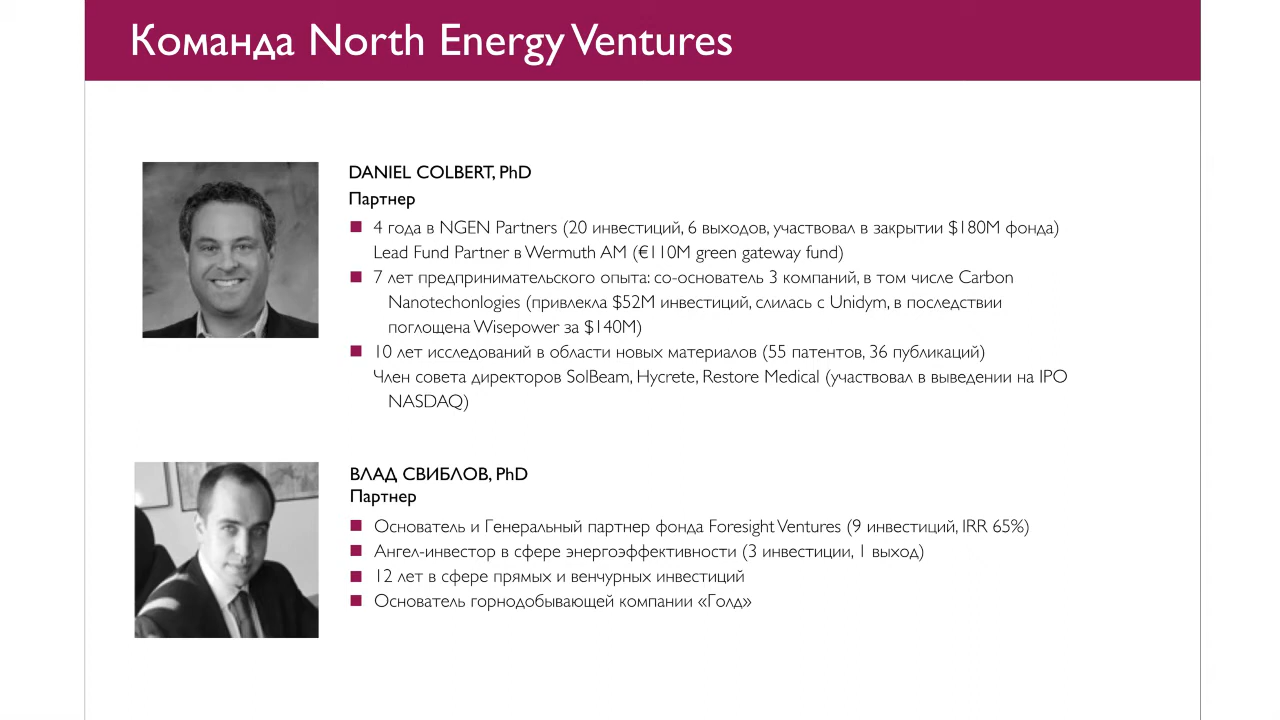 Команда North Energy Ventures
DANIEL COLBERT, PhD
Партнер
4 года в NGEN Partners (20 инвестиций, 6 выходов, участвовал в закрытии $180M фонда)
Lead Fund Partner в Wermuth AM (€110M green gateway fund)
7 лет предпринимательского опыта: со-основатель 3 компаний, в том числе Carbon
Nanotechonlogies (привлекла $52M инвестиций, слилась с Unidym, в последствии
поглощена Wisepower за $140M)
10 лет исследований в области новых материалов (55 патентов, 36 публикаций)
Член совета директоров SolBeam, Hycrete, Restore Medical (участвовал в выведении на IPO
NASDAQ)
ВЛАД СВИБЛОВ, PhD
Партнер
Основатель и Генеральный партнер фонда Foresight Ventures (9 инвестиций, IRR 65%)
Ангел-инвестор в сфере энергоэффективности (3 инвестиции, 1 выход)
12 лет в сфере прямых и венчурных инвестиций
Основатель горнодобывающей компании «Голд»